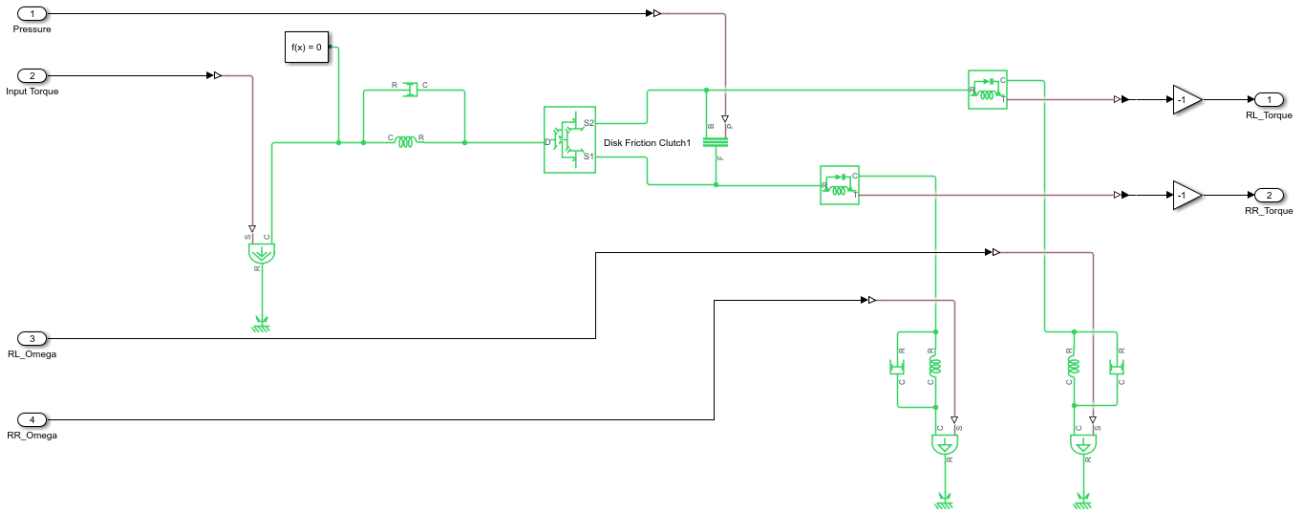 1
Pressure
f(x) = 0
2
Input Torque
R
C
C
R
D
S2
S1
B
P
F
Disk Friction Clutch1
R
C
T
-1
1
RL_Torque
R
C
T
-1
2
RR_Torque
S
C
R
3
RL_Omega
4
RR_Omega
R
C
R
C
R
C
R
C
C
S
R
C
S
R